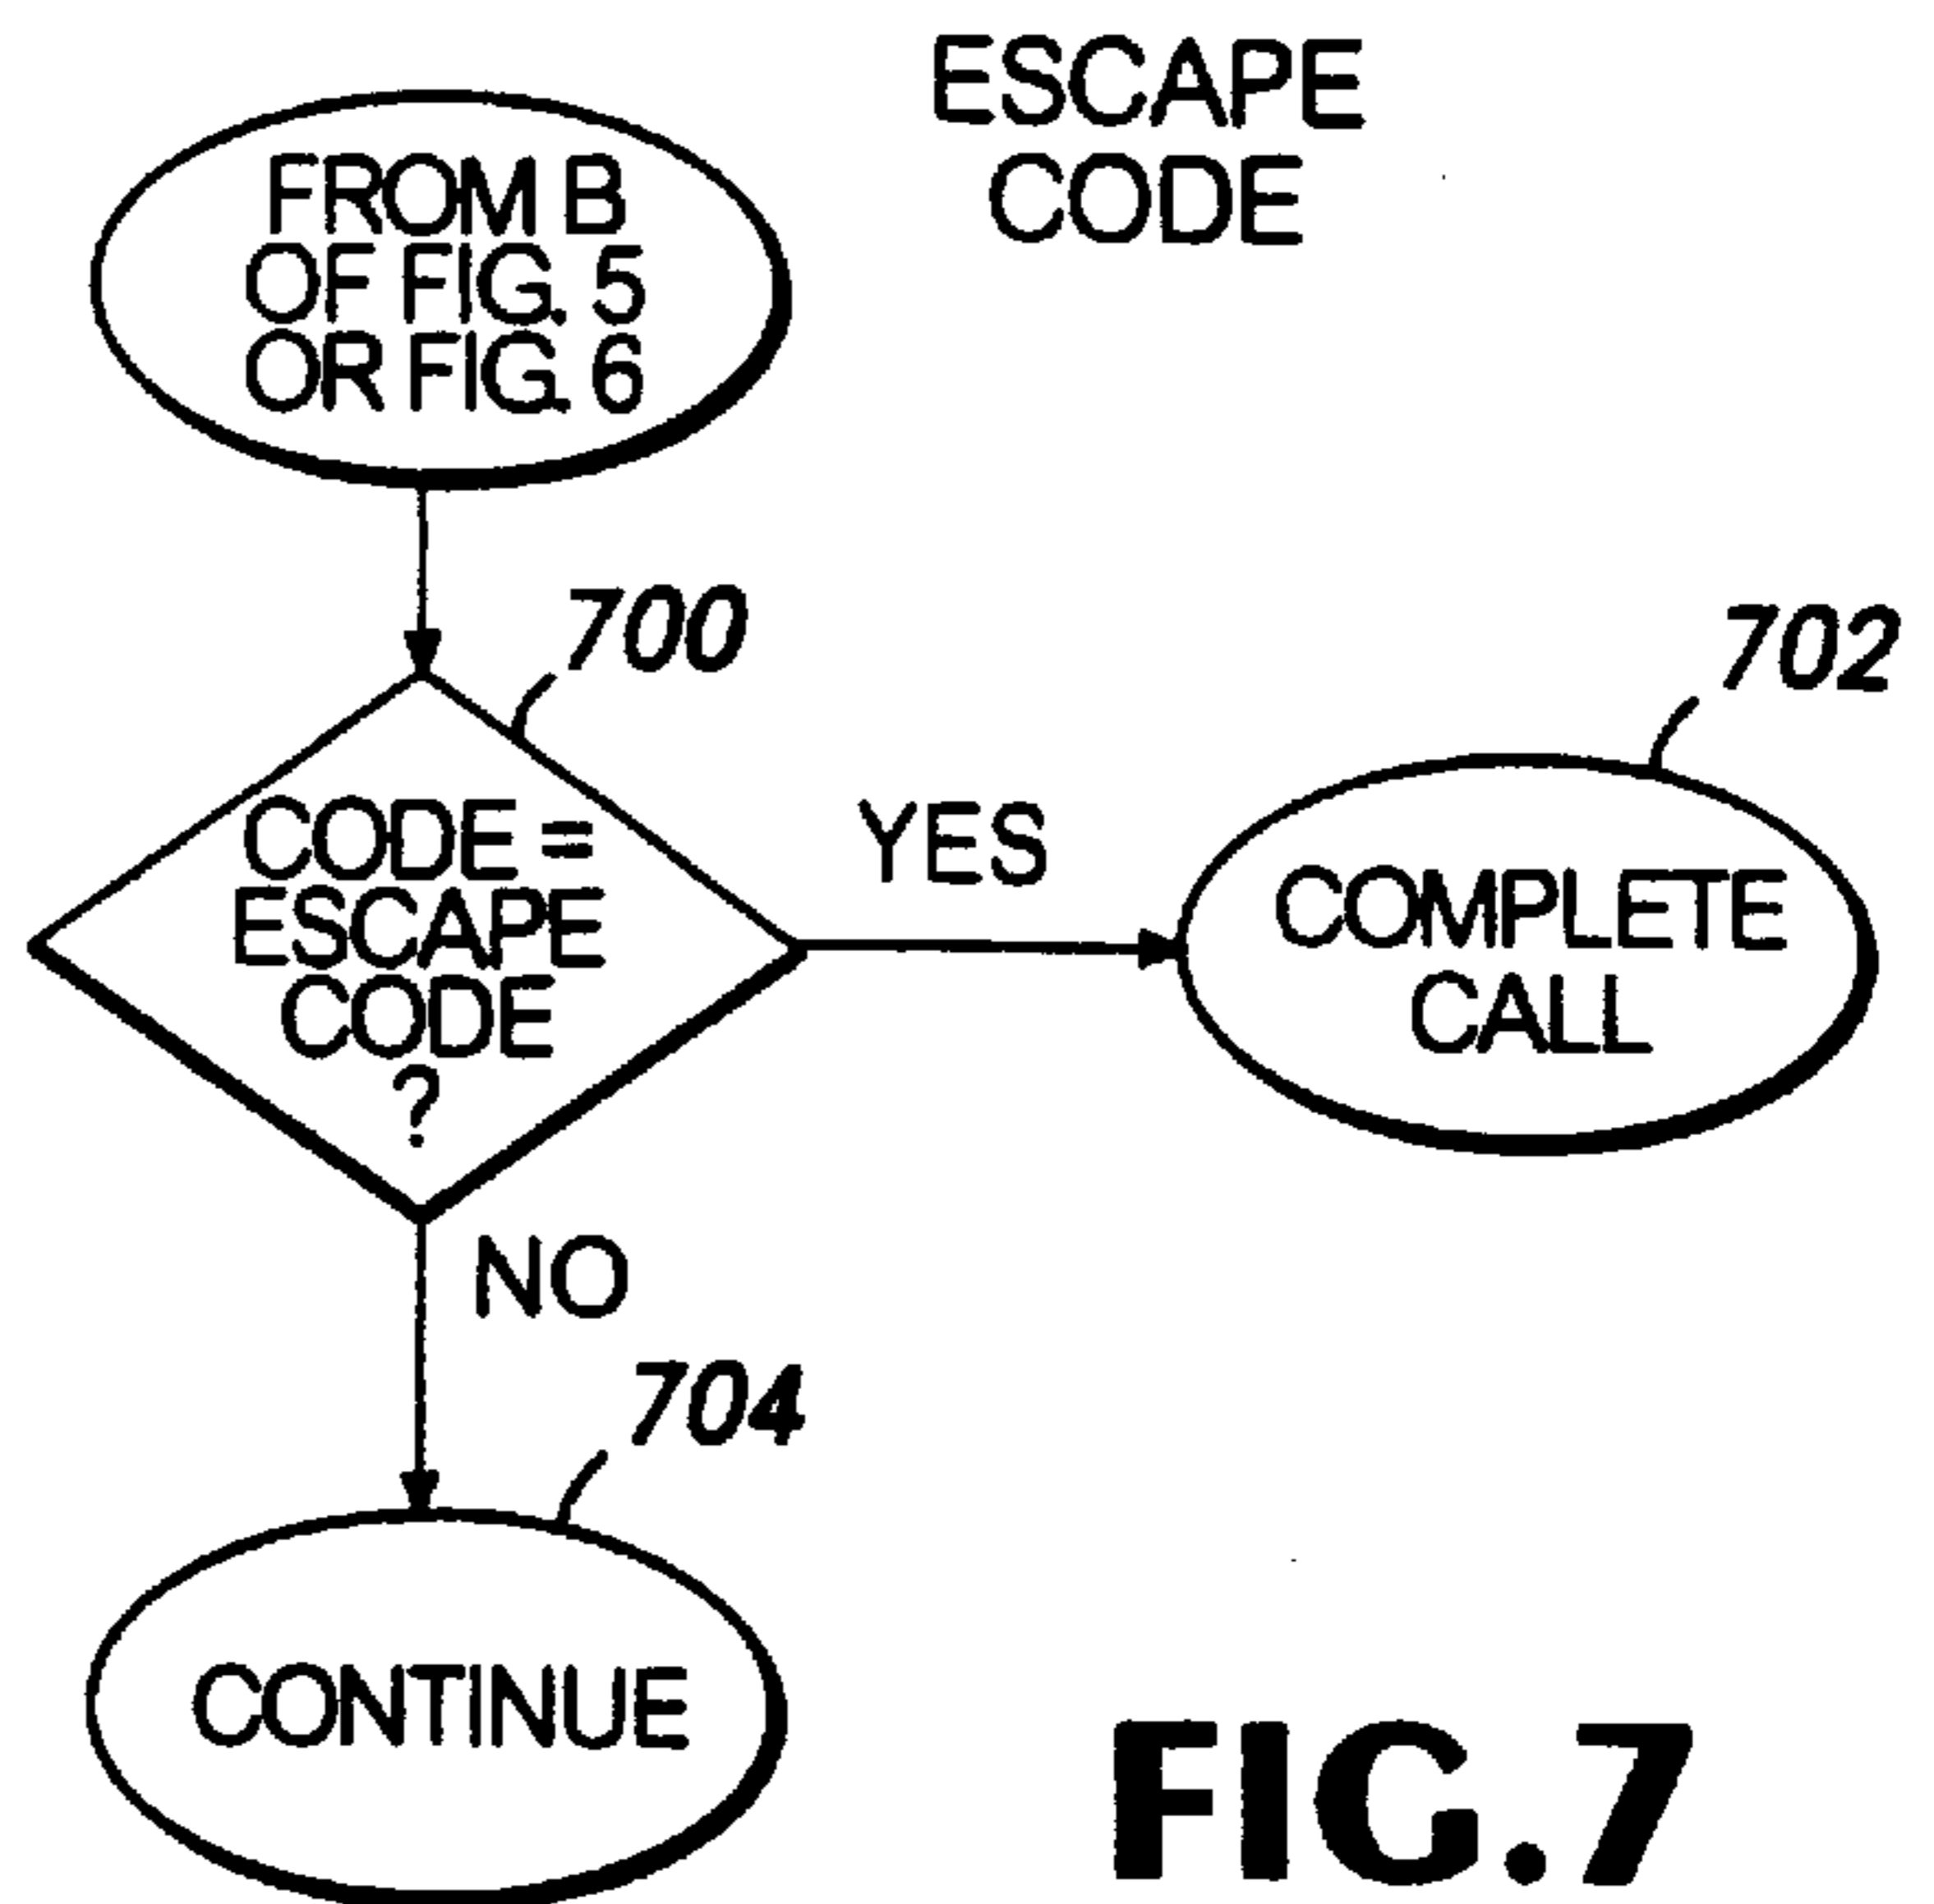 ESCAPE
CODE
FROM B
OF FIG. 5
OR FIG. 6
700
CODE =
ESCAPE
CODE
?
YES
702
COMPLETE
CALL
NO
704
CONTINUE
FIG.7